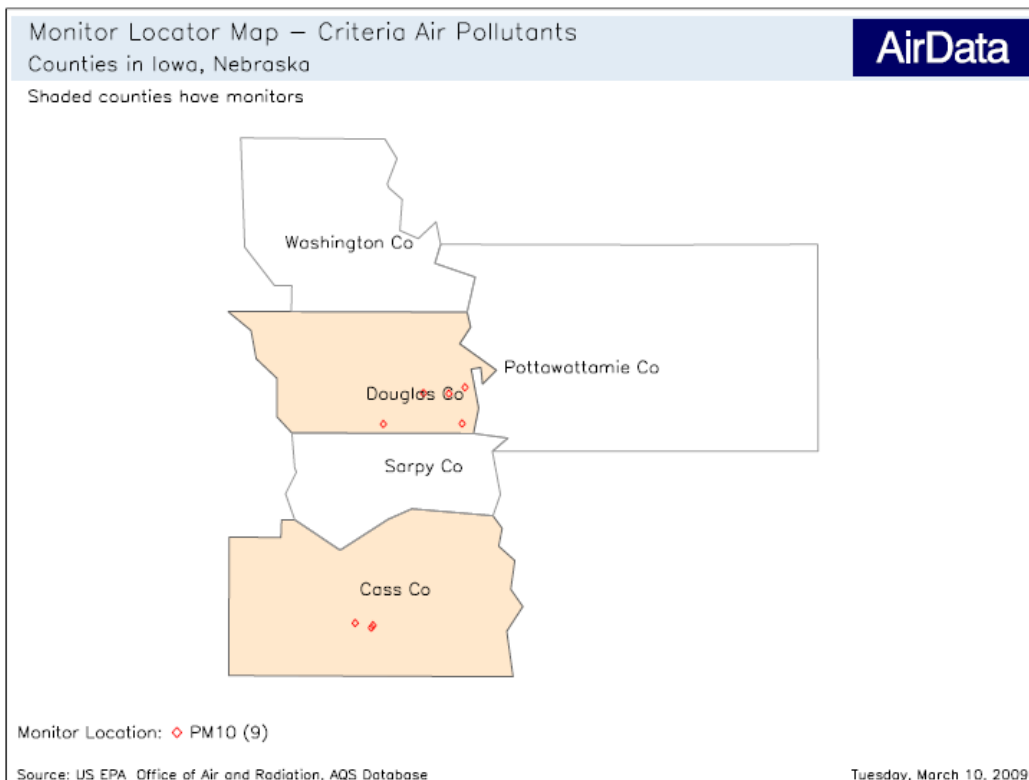 Monitor Locator Map – Criteria Air Pollutants
Counties in Iowa, Nebraska
AirData
Shaded counties have monitors
Washington Co
Pottawattamie Co
Douglas Co
Sarpy Co
Cass Co
Monitor Location: ◇ PM10 (9)
Source: US EPA Office of Air and Radiation, AQS Database
Tuesday, March 10, 2009